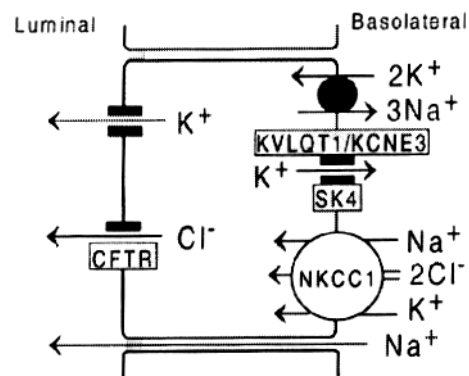 Luminal Basolateral
2K⁺
3Na⁺
K⁺
KVLQT1/KCNE3
K⁺
SK4
Cl⁻
CFTR
Na⁺
NKCC1 2Cl⁻
K⁺
Na⁺